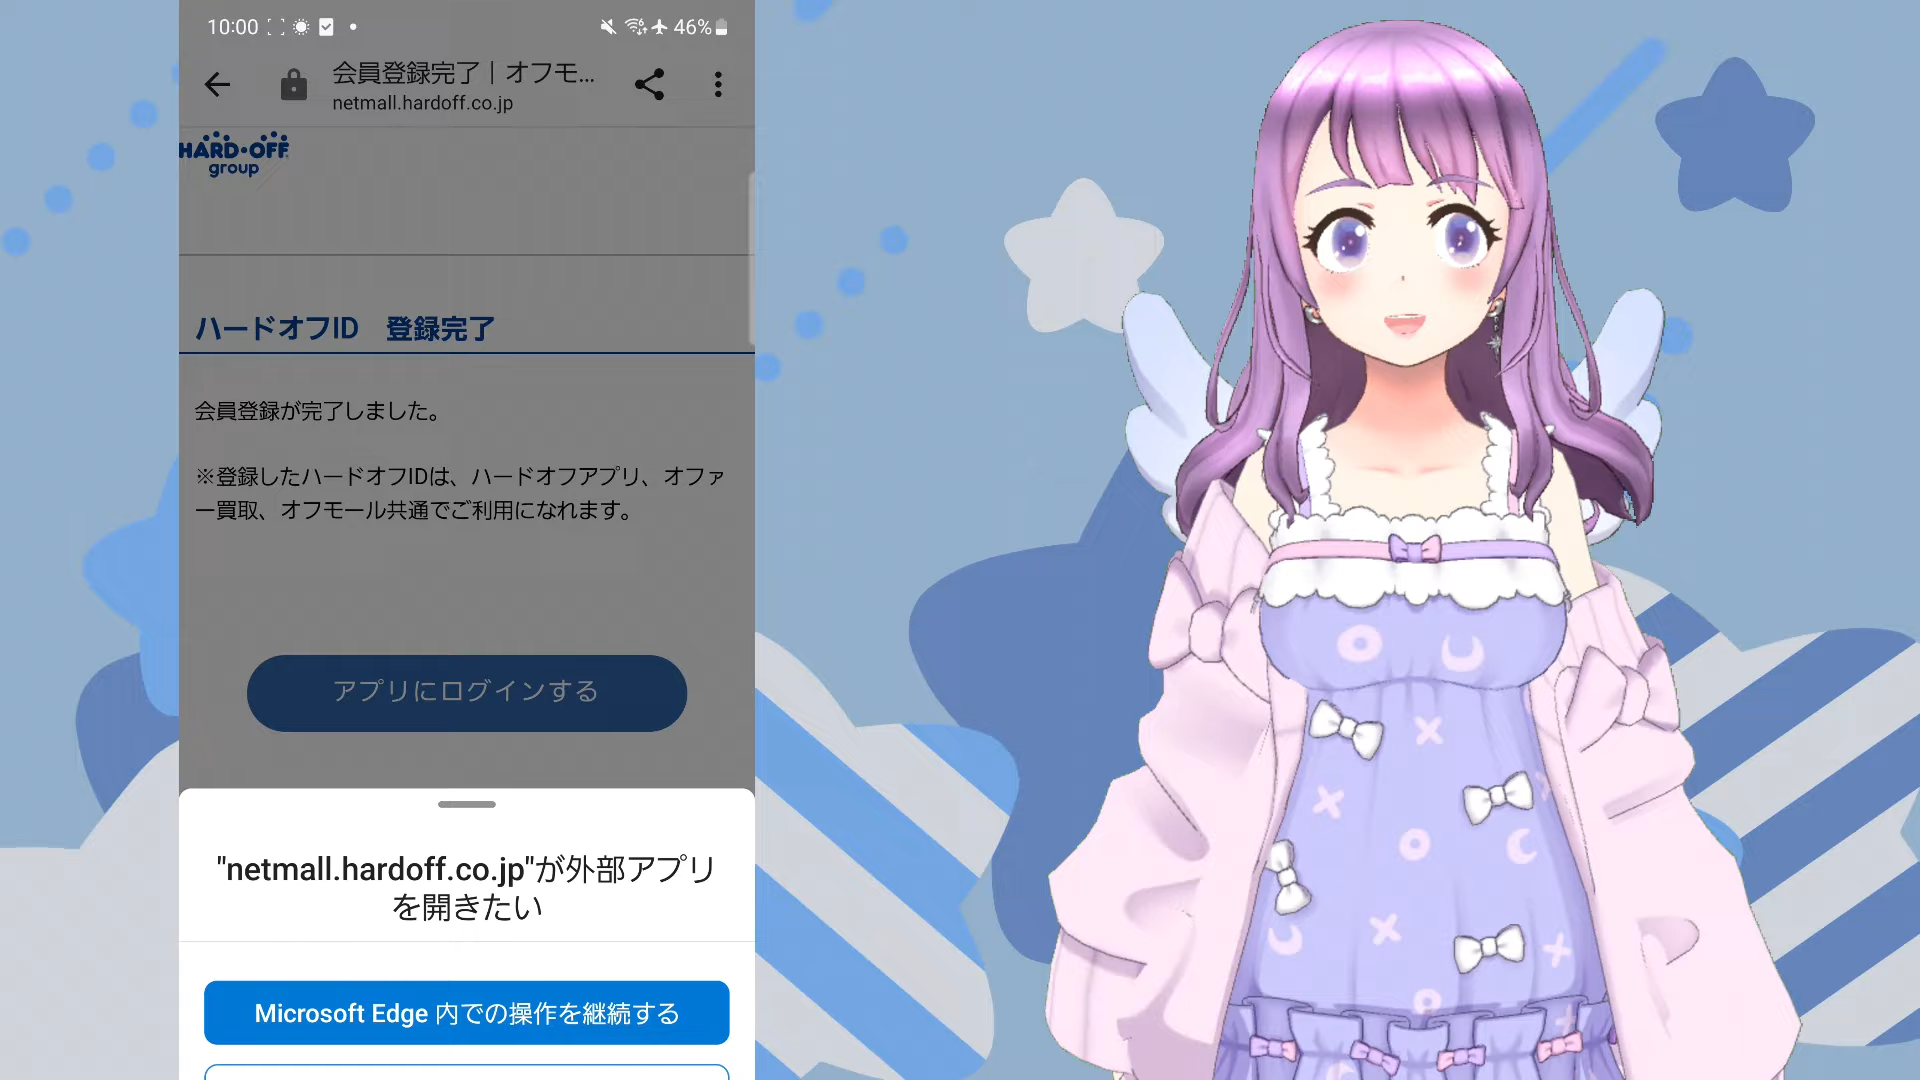 10:00
46%
会員登録完了｜オフモ...
netmall.hardoff.co.jp
HARD・OFF
group
ハードオフID　登録完了
会員登録が完了しました。
※登録したハードオフIDは、ハードオフアプリ、オファ
ー買取、オフモール共通でご利用になれます。
アプリにログインする
"netmall.hardoff.co.jp"が外部アプリ
を開きたい
Microsoft Edge 内での操作を継続する